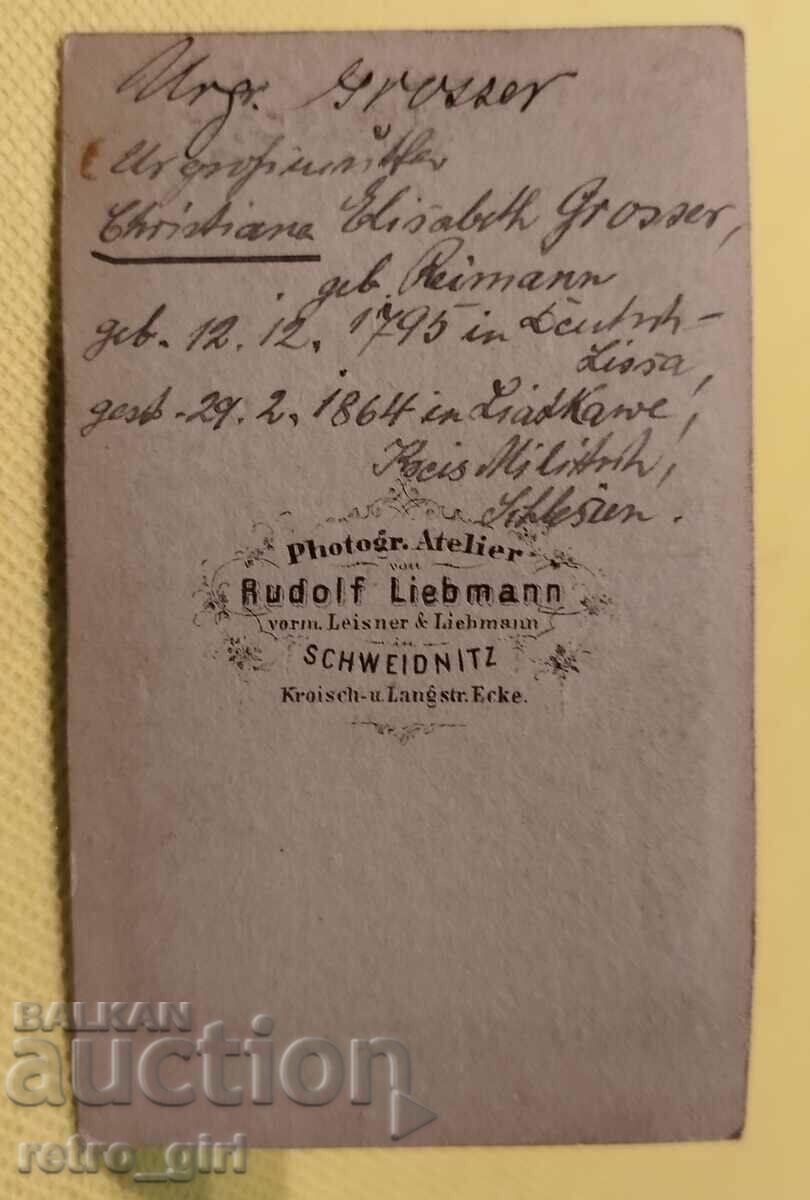 Urgr. Grosser
Urgroßmutter
Christiane Elisabeth Grosser,
geb. Reimann
geb. 12.12.1795 in Deutsch-
Lissa,
gest. 29.2.1864 in Liatkawe,
Kreis Militsch,
Schlesien.
Photogr. Atelier
von
Rudolf Liebmann
vorm. Leisner & Liebmann
in
SCHWEIDNITZ
Kroisch-u. Langstr. Ecke.
BALKAN
auction
retro_girl